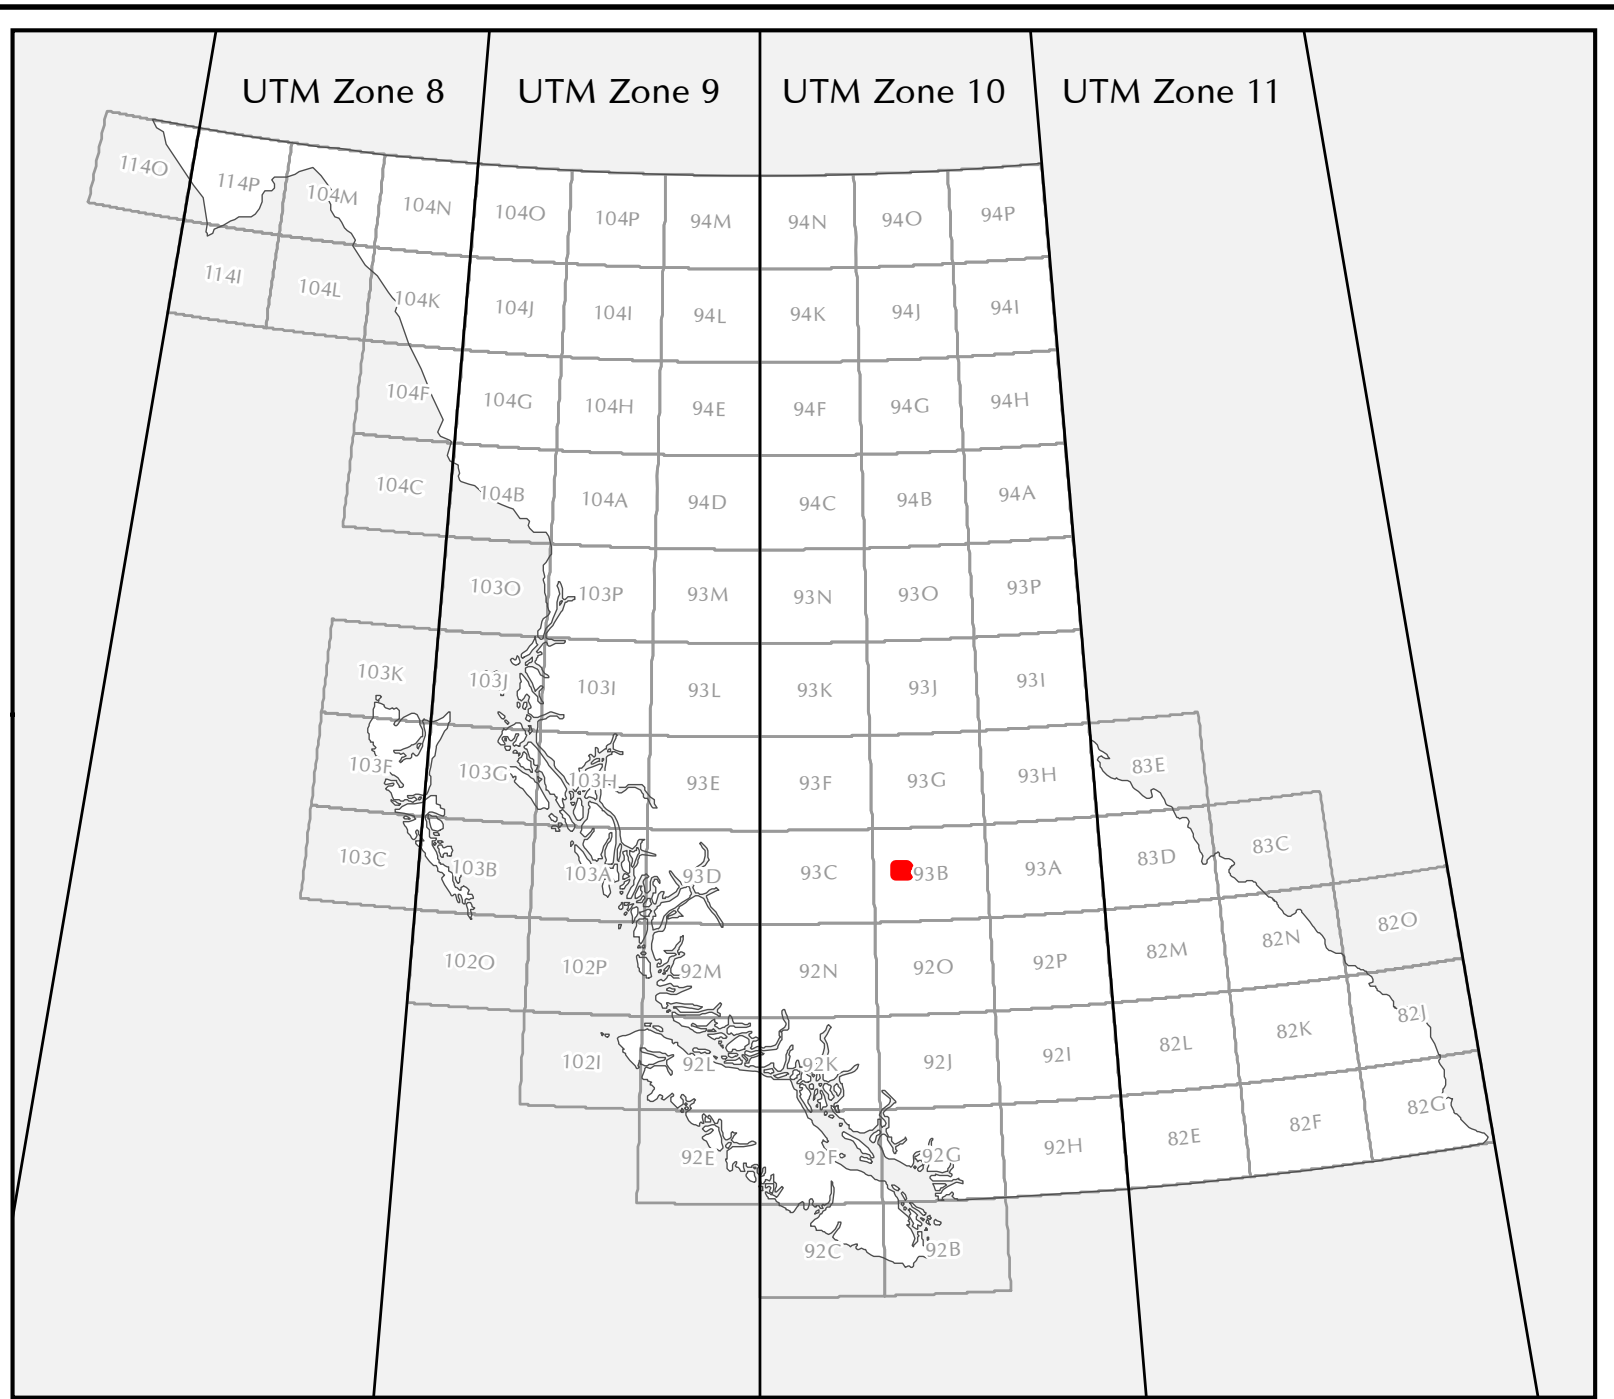 UTM Zone 8 UTM Zone 9 UTM Zone 10 UTM Zone 11
114O 114P 104M 104N 104O 104P 94M 94N 94O 94P
114I 104L 104K 104J 104I 94L 94K 94J 94I
104F 104G 104H 94E 94F 94G 94H
104C 104B 104A 94D 94C 94B 94A
103O 103P 93M 93N 93O 93P
103K 103J 103I 93L 93K 93J 93I
103F 103G 103H 93E 93F 93G 93H 83E
103C 103B 103A 93D 93C 93B 93A 83D 83C
102O 102P 92M 92N 92O 92P 82M 82N 82O
102I 92L 92K 92J 92I 82L 82K 82J
92E 92F 92G 92H 82E 82F 82G
92C 92B